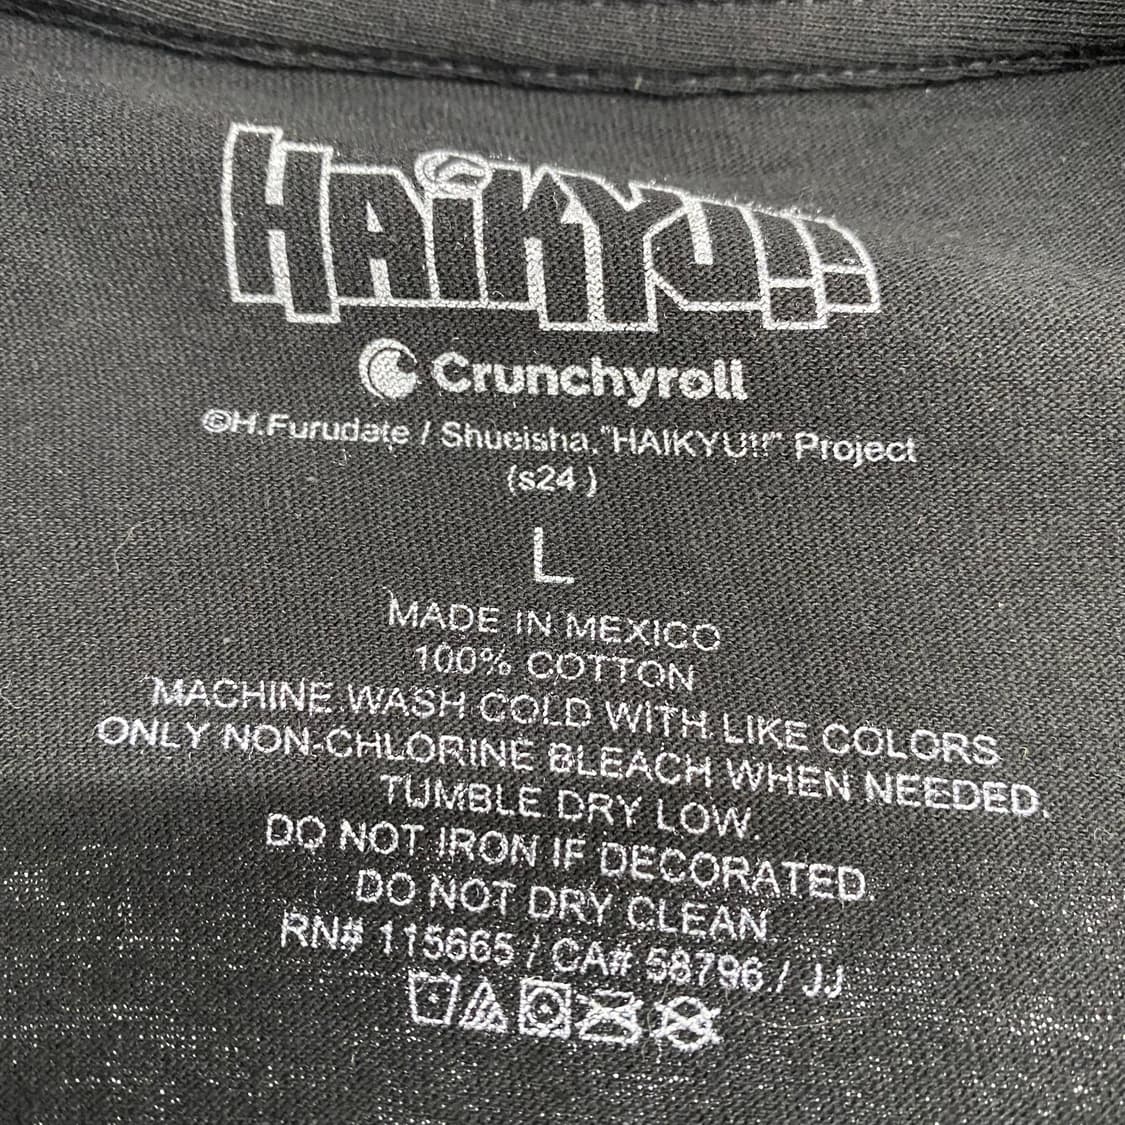 HAiKYU!!
Crunchyroll
©H.Furudate / Shueisha,"HAIKYU!!" Project
(s24 )
L
MADE IN MEXICO
100% COTTON
MACHINE WASH COLD WITH LIKE COLORS
ONLY NON-CHLORINE BLEACH WHEN NEEDED.
TUMBLE DRY LOW.
DO NOT IRON IF DECORATED.
DO NOT DRY CLEAN.
RN# 115665 / CA# 58796 / JJ